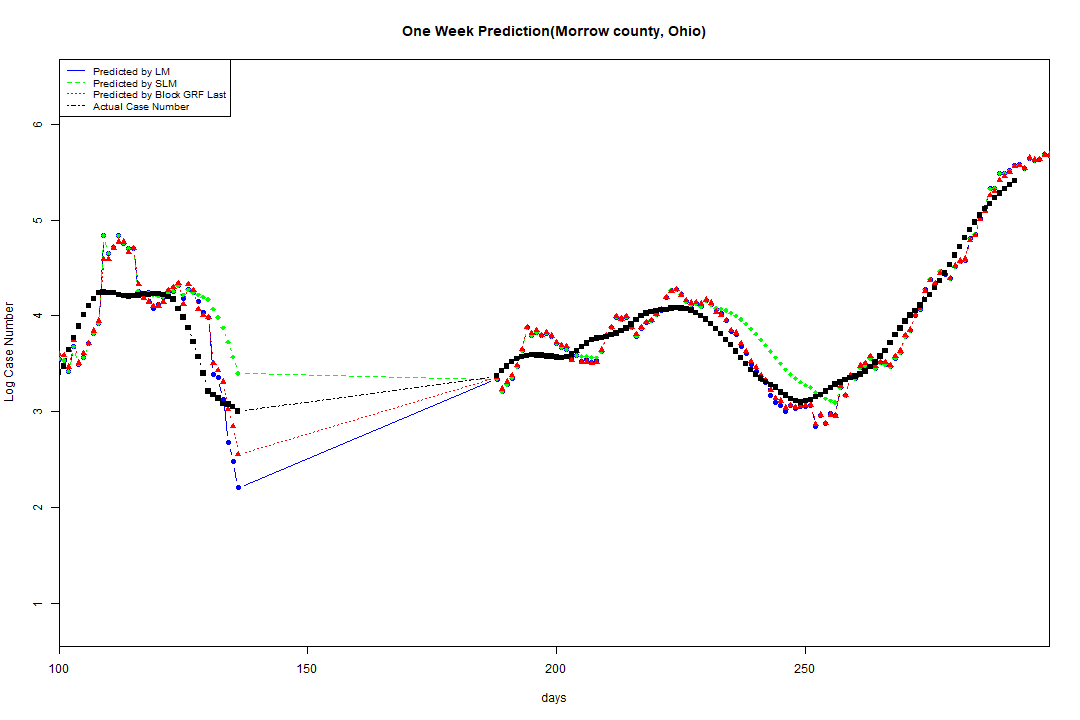 One Week Prediction(Morrow county, Ohio)
Predicted by LM
Predicted by SLM
Predicted by Block GRF Last
Actual Case Number
Log Case Number
6
5
4
3
2
1
100
150
200
250
days